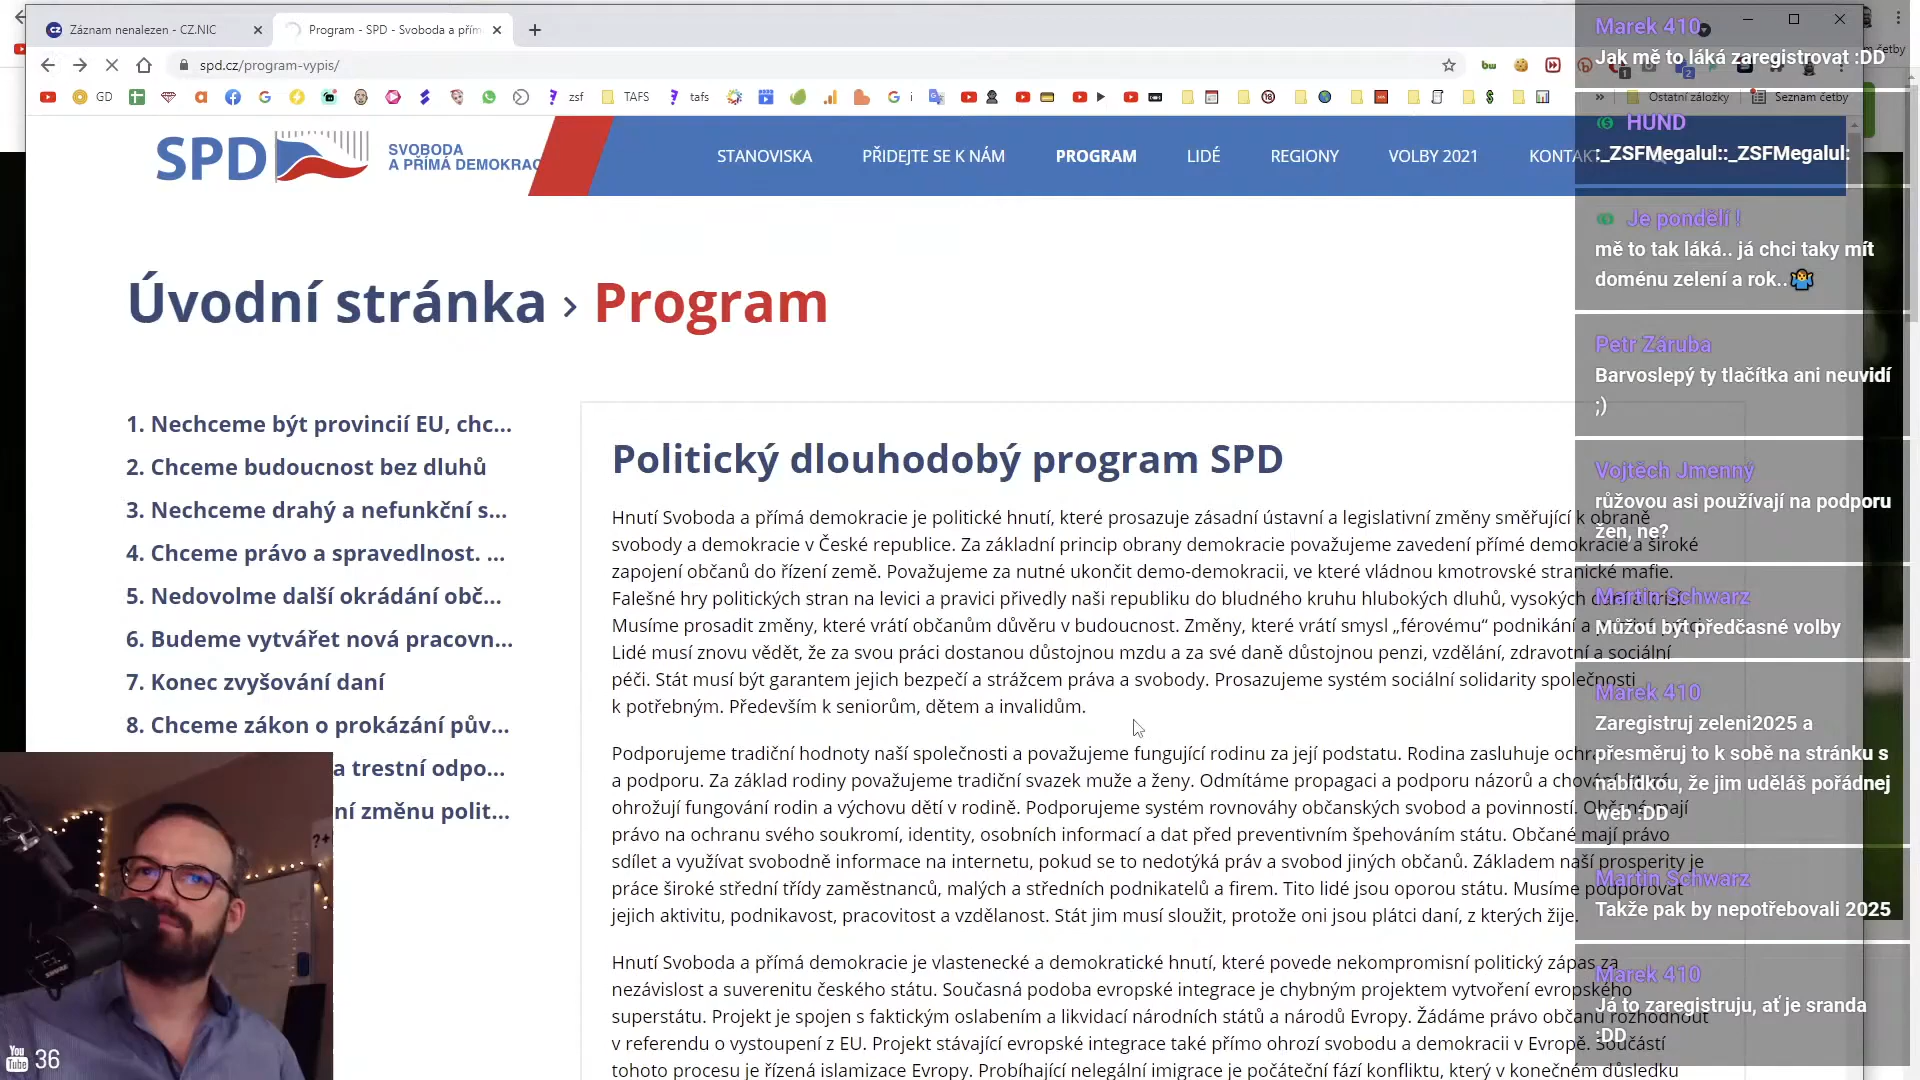 Záznam nenalezen - CZ.NIC
Program - SPD - Svoboda a přím
spd.cz/program-vypis/
GD
zsf
TAFS
tafs
G i
Ostatní záložky
Seznam četby
SPD
SVOBODA
A PŘÍMÁ DEMOKRAC
STANOVISKA
PŘIDEJTE SE K NÁM
PROGRAM
LIDÉ
REGIONY
VOLBY 2021
KONTAK
Úvodní stránka › Program
1. Nechceme být provincií EU, chc...
2. Chceme budoucnost bez dluhů
3. Nechceme drahý a nefunkční s...
4. Chceme právo a spravedlnost. ...
5. Nedovolme další okrádání obč...
6. Budeme vytvářet nová pracovn...
7. Konec zvyšování daní
8. Chceme zákon o prokázání pův...
a trestní odpo...
ní změnu polit...
Politický dlouhodobý program SPD
Hnutí Svoboda a přímá demokracie je politické hnutí, které prosazuje zásadní ústavní a legislativní změny směřující k obraně
svobody a demokracie v České republice. Za základní princip obrany demokracie považujeme zavedení přímé demokracie a široké
zapojení občanů do řízení země. Považujeme za nutné ukončit demo-demokracii, ve které vládnou kmotrovské stranické mafie.
Falešné hry politických stran na levici a pravici přivedly naši republiku do bludného kruhu hlubokých dluhů, vysokých
Musíme prosadit změny, které vrátí občanům důvěru v budoucnost. Změny, které vrátí smysl „férovému“ podnikání a
Lidé musí znovu vědět, že za svou práci dostanou důstojnou mzdu a za své daně důstojnou penzi, vzdělání, zdravotní a sociální
péči. Stát musí být garantem jejich bezpečí a strážcem práva a svobody. Prosazujeme systém sociální solidarity společnosti
k potřebným. Především k seniorům, dětem a invalidům.
Podporujeme tradiční hodnoty naší společnosti a považujeme fungující rodinu za její podstatu. Rodina zasluhuje
a podporu. Za základ rodiny považujeme tradiční svazek muže a ženy. Odmítáme propagaci a podporu názorů a
ohrožují fungování rodin a výchovu dětí v rodině. Podporujeme systém rovnováhy občanských svobod a povinností. Občané mají
právo na ochranu svého soukromí, identity, osobních informací a dat před preventivním špehováním státu. Občané mají právo
sdílet a využívat svobodně informace na internetu, pokud se to nedotýká práv a svobod jiných občanů. Základem naší prosperity je
práce široké střední třídy zaměstnanců, malých a středních podnikatelů a firem. Tito lidé jsou oporou státu. Musíme podporovat
jejich aktivitu, podnikavost, pracovitost a vzdělanost. Stát jim musí sloužit, protože oni jsou plátci daní, z kterých žije.
Hnutí Svoboda a přímá demokracie je vlastenecké a demokratické hnutí, které povede nekompromisní politický zápas za
nezávislost a suverenitu českého státu. Současná podoba evropské integrace je chybným projektem vytvoření evropského
superstátu. Projekt je spojen s faktickým oslabením a likvidací národních států a národů Evropy. Žádáme právo občanů rozhodnout
v referendu o vystoupení z EU. Projekt stávající evropské integrace také přímo ohrozí svobodu a demokracii v Evropě. Součástí
tohoto procesu je řízená islamizace Evropy. Probíhající nelegální imigrace je počáteční fází konfliktu, který v konečném důsledku
Marek 410
Jak mě to láká zaregistrovat :DD
HUND
:_ZSFMegalul::_ZSFMegalul:
Je pondělí !
mě to tak láká.. já chci taky mít
doménu zelení a rok..
Petr Záruba
Barvoslepý ty tlačítka ani neuvidí
;)
Vojtěch Jmenný
růžovou asi používají na podporu
žen, ne?
Martin Schwarz
Můžou být předčasné volby
Marek 410
Zaregistruj zeleni2025 a
přesměruj to k sobě na stránku s
nabídkou, že jim uděláš pořádnej
web :DD
Martin Schwarz
Takže pak by nepotřebovali 2025
Marek 410
Já to zaregistruju, ať je sranda
:DD
You
Tube
36